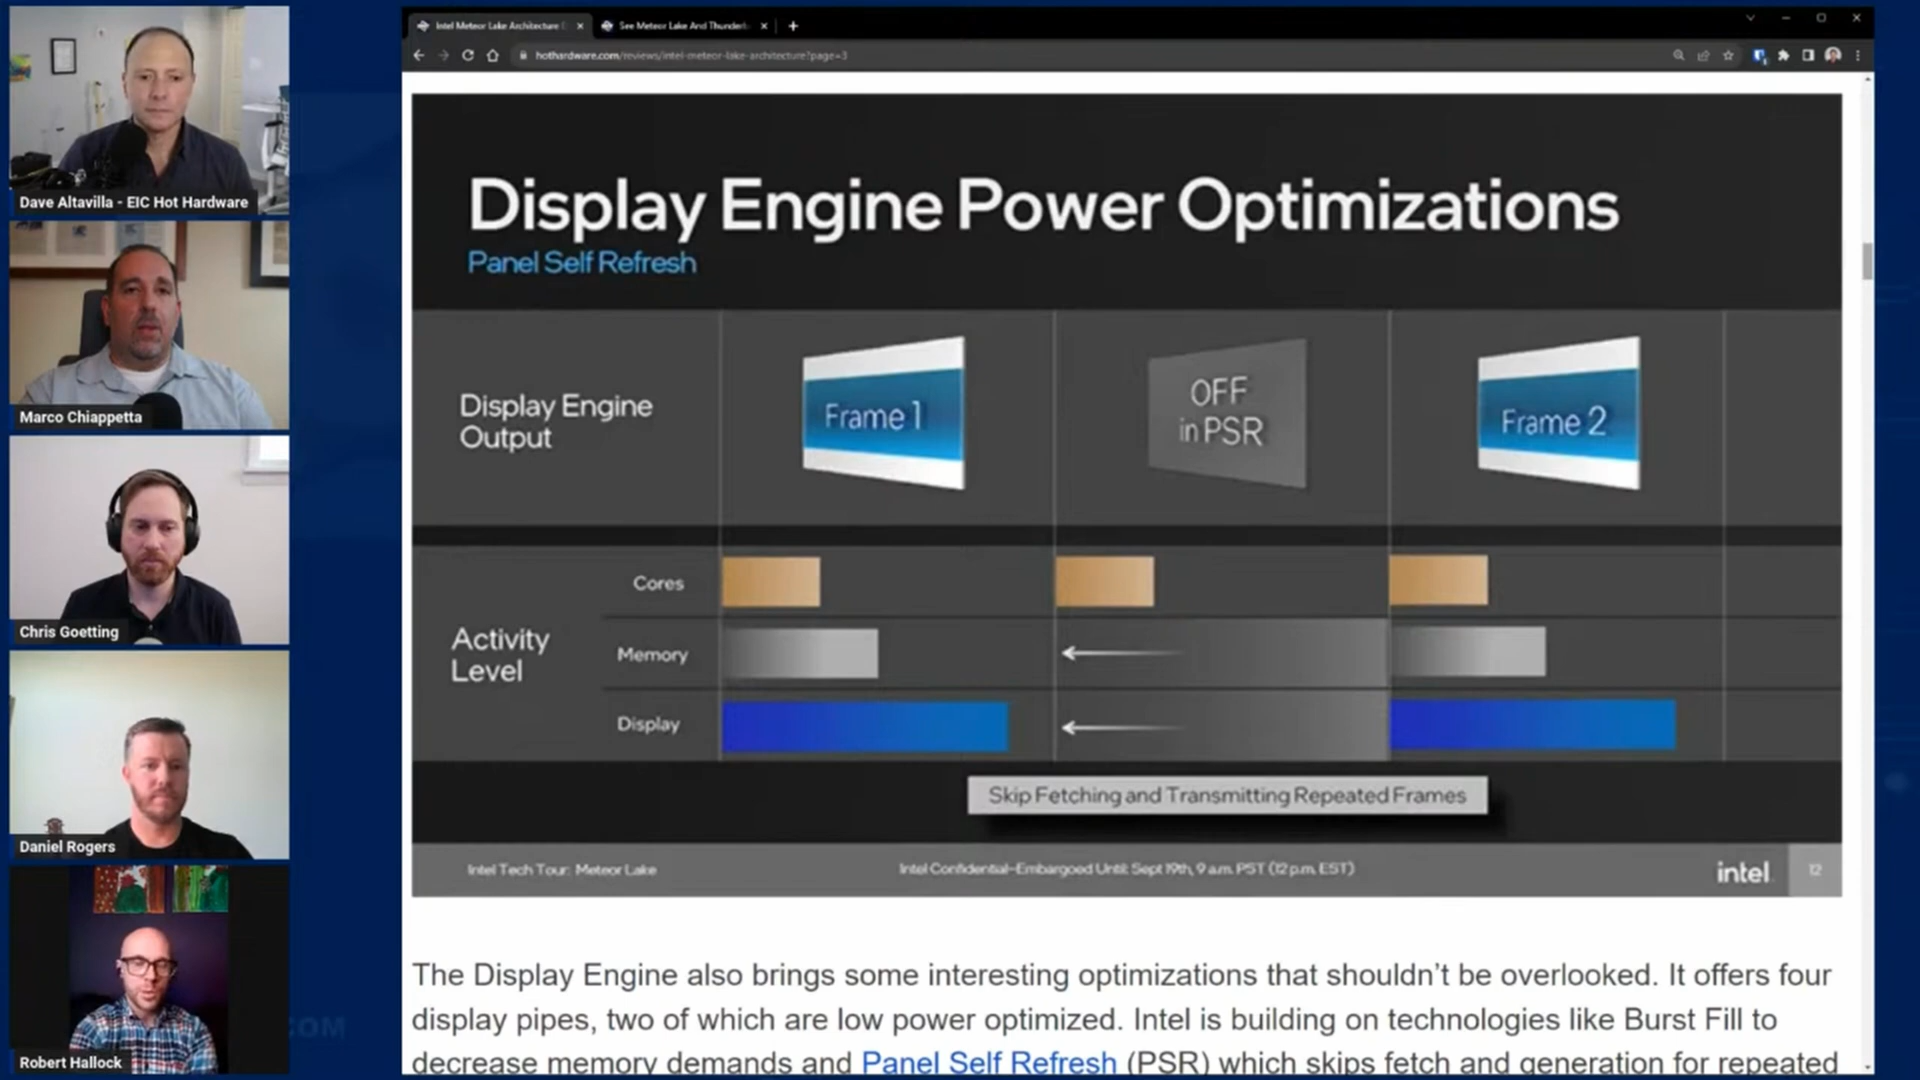 Dave Altavilla - EIC Hot Hardware
Marco Chiappetta
Chris Goetting
Daniel Rogers
Robert Hallock
.COM
Intel Meteor Lake Architecture
See Meteor Lake And Thunder
hothardware.com/reviews/intel-meteor-lake-architecture?page=3
Display Engine Power Optimizations
Panel Self Refresh
Display Engine
Output
Frame 1
OFF
in PSR
Frame 2
Activity
Level
Cores
Memory
Display
Skip Fetching and Transmitting Repeated Frames
Intel Tech Tour: Meteor Lake
Intel Confidential-Embargoed Until: Sept 19th, 9 a.m. PST (12 p.m. EST)
intel
12
The Display Engine also brings some interesting optimizations that shouldn’t be overlooked. It offers four
display pipes, two of which are low power optimized. Intel is building on technologies like Burst Fill to
decrease memory demands and Panel Self Refresh (PSR) which skips fetch and generation for repeated